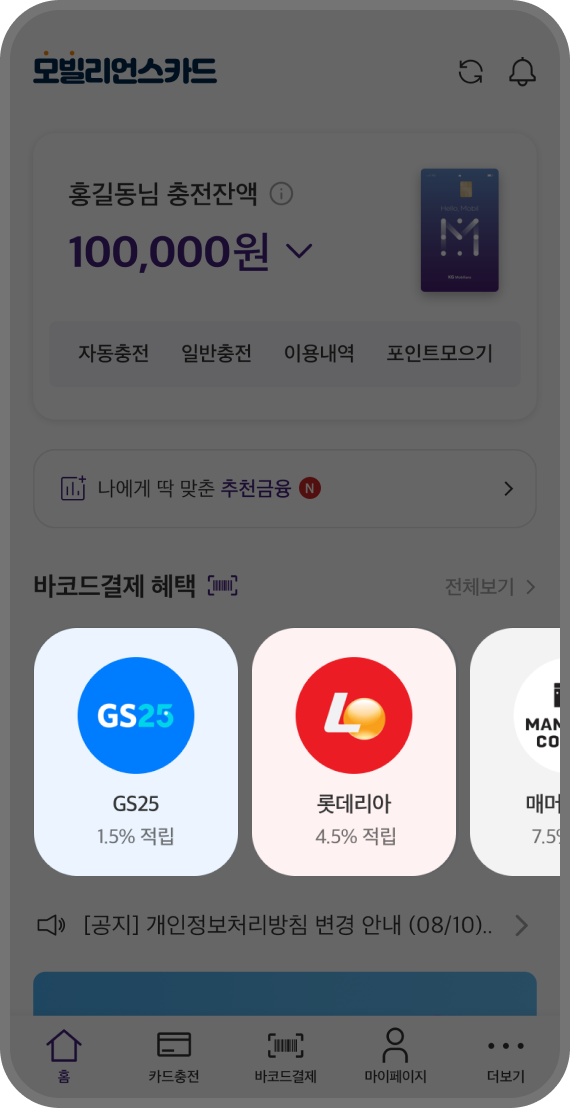 모빌리언스카드
홍길동님 충전잔액
100,000원
자동충전 일반충전 이용내역 포인트모으기
나에게 딱 맞춘 추천금융 N
바코드결제 혜택
전체보기
GS25
GS25
1.5% 적립
롯데리아
4.5% 적립
MAN
CO
매머
7.5%
[공지] 개인정보처리방침 변경 안내 (08/10)..
홈 카드충전 바코드결제 마이페이지 더보기